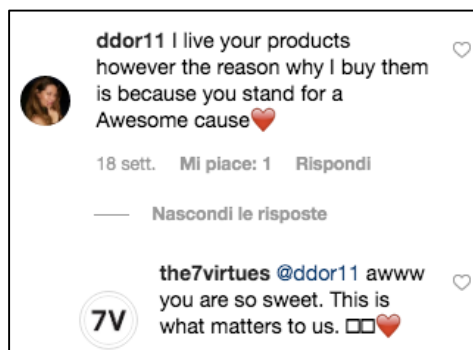 ddor11 I live your products
however the reason why I buy them
is because you stand for a
Awesome cause❤️
18 sett. Mi piace: 1 Rispondi
Nascondi le risposte
the7virtues @ddor11 awww
you are so sweet. This is
7V
what matters to us. □□❤️